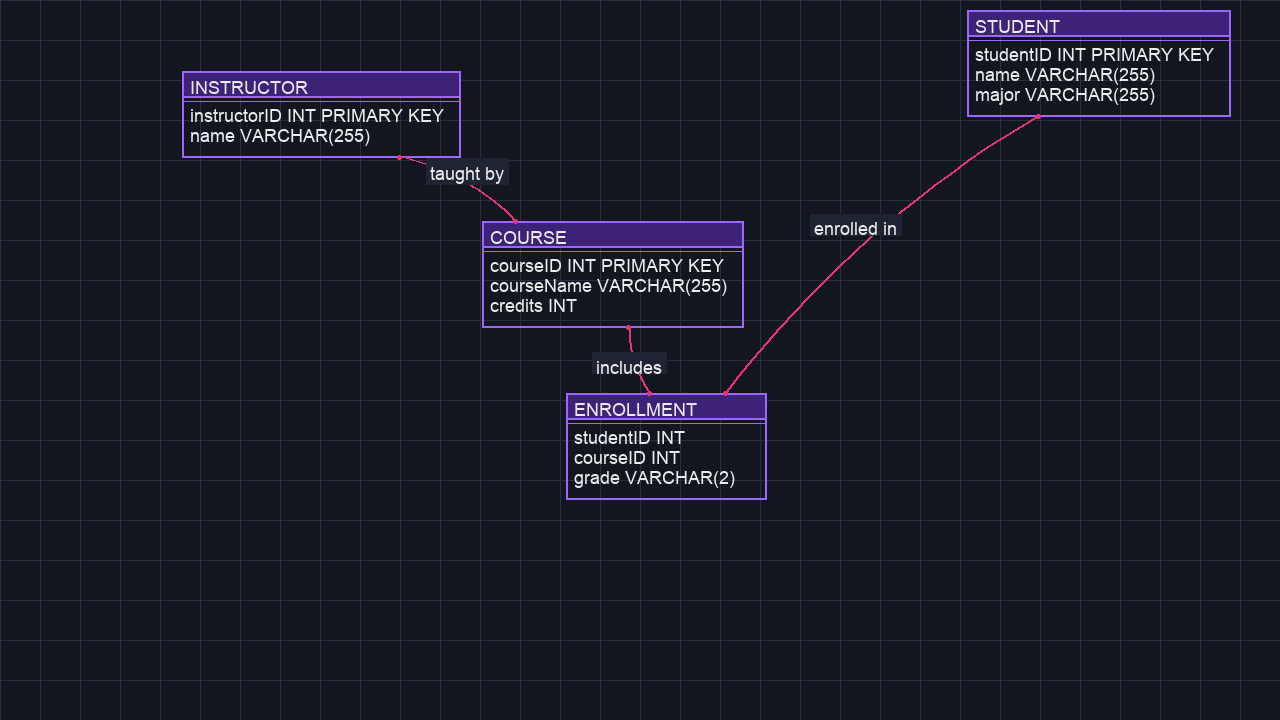 STUDENT
studentID INT PRIMARY KEY
name VARCHAR(255)
major VARCHAR(255)
INSTRUCTOR
instructorID INT PRIMARY KEY
name VARCHAR(255)
taught by
enrolled in
COURSE
courseID INT PRIMARY KEY
courseName VARCHAR(255)
credits INT
includes
ENROLLMENT
studentID INT
courseID INT
grade VARCHAR(2)